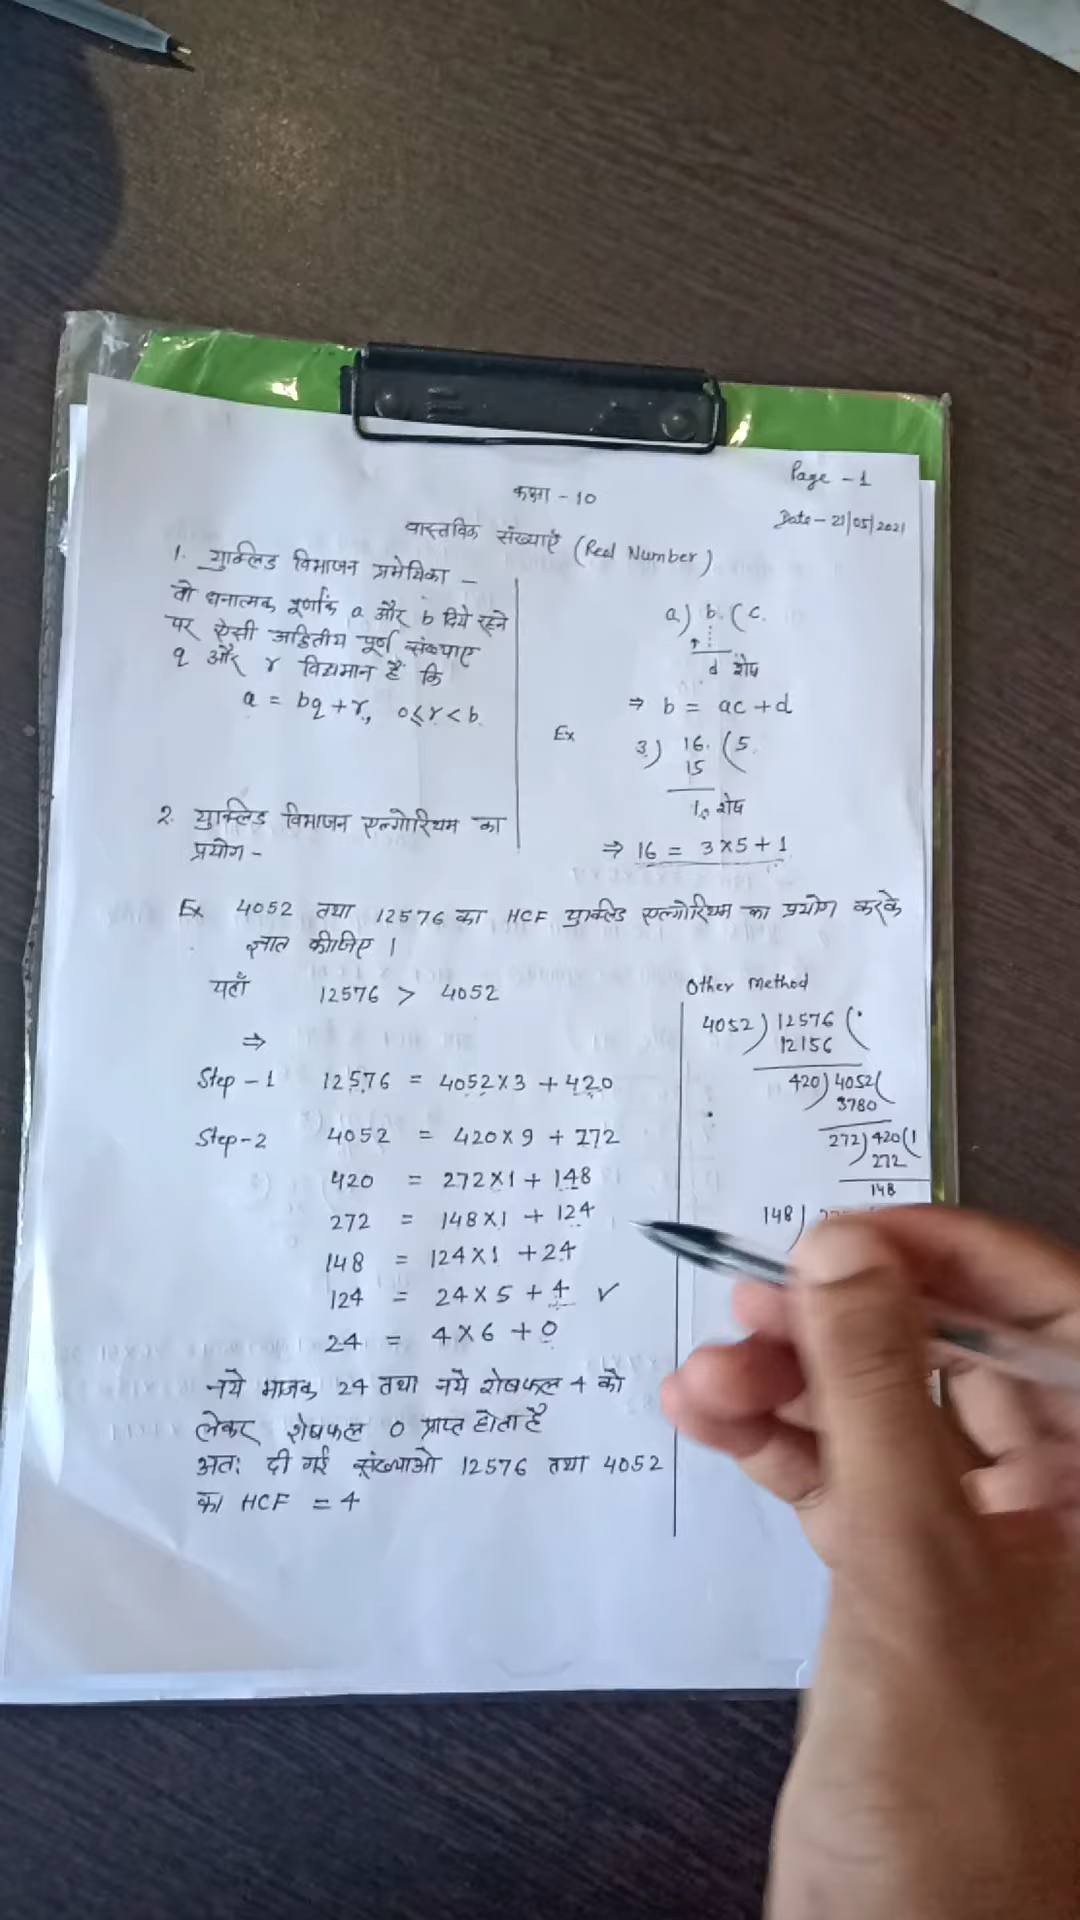 Page - 1
कक्षा - 10
Date - 21/05/2021
वास्तविक संख्याएँ (Real Number)
1. युक्लिड विभाजन प्रमेयिका -
दो धनात्मक पूर्णांक a और b दिये रहने
पर ऐसी अद्वितीय पूर्ण संख्याए
q और r विद्यमान हैं कि
a = bq + r, 0 ≤ r < b
a) b (c
d शेष
⇒ b = ac + d
Ex
3) 16 (5
15
1 शेष
⇒ 16 = 3 × 5 + 1
2. युक्लिड विभाजन एल्गोरिथम का
प्रयोग -
Ex 4052 तथा 12576 का HCF युक्लिड एल्गोरिथम का प्रयोग करके
ज्ञात कीजिए ।
यहाँ 12576 > 4052
⇒
Step - 1 12576 = 4052 × 3 + 420
Step - 2 4052 = 420 × 9 + 272
420 = 272 × 1 + 148
272 = 148 × 1 + 124
148 = 124 × 1 + 24
124 = 24 × 5 + 4 ✓
24 = 4 × 6 + 0
नये भाजक 24 तथा नये शेषफल 4 को
लेकर शेषफल 0 प्राप्त होता है
अतः दी गई संख्याओ 12576 तथा 4052
का HCF = 4
Other Method
4052) 12576 (
12156
420) 4052 (
3780
272) 420 (1
272
148
148)